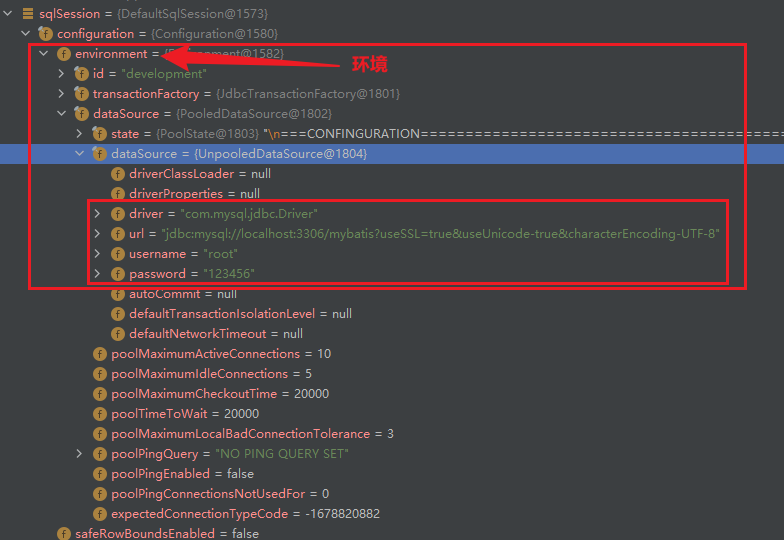 sqlSession = {DefaultSqlSession@1573}
configuration = {Configuration@1580}
environment = @1582}
环境
id = "development"
transactionFactory = {JdbcTransactionFactory@1801}
dataSource = {PooledDataSource@1802}
state = {PoolState@1803} "\n===CONFINGURATION==============================================
dataSource = {UnpooledDataSource@1804}
driverClassLoader = null
driverProperties = null
driver = "com.mysql.jdbc.Driver"
url = "jdbc:mysql://localhost:3306/mybatis?useSSL=true&useUnicode-true&characterEncoding-UTF-8"
username = "root"
password = "123456"
autoCommit = null
defaultTransactionIsolationLevel = null
defaultNetworkTimeout = null
poolMaximumActiveConnections = 10
poolMaximumIdleConnections = 5
poolMaximumCheckoutTime = 20000
poolTimeToWait = 20000
poolMaximumLocalBadConnectionTolerance = 3
poolPingQuery = "NO PING QUERY SET"
poolPingEnabled = false
poolPingConnectionsNotUsedFor = 0
expectedConnectionTypeCode = -1678820882
safeRowBoundsEnabled = false